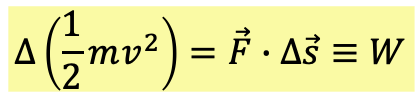 Δ(1/2 mv²) = F⃗ · Δs⃗ ≡ W